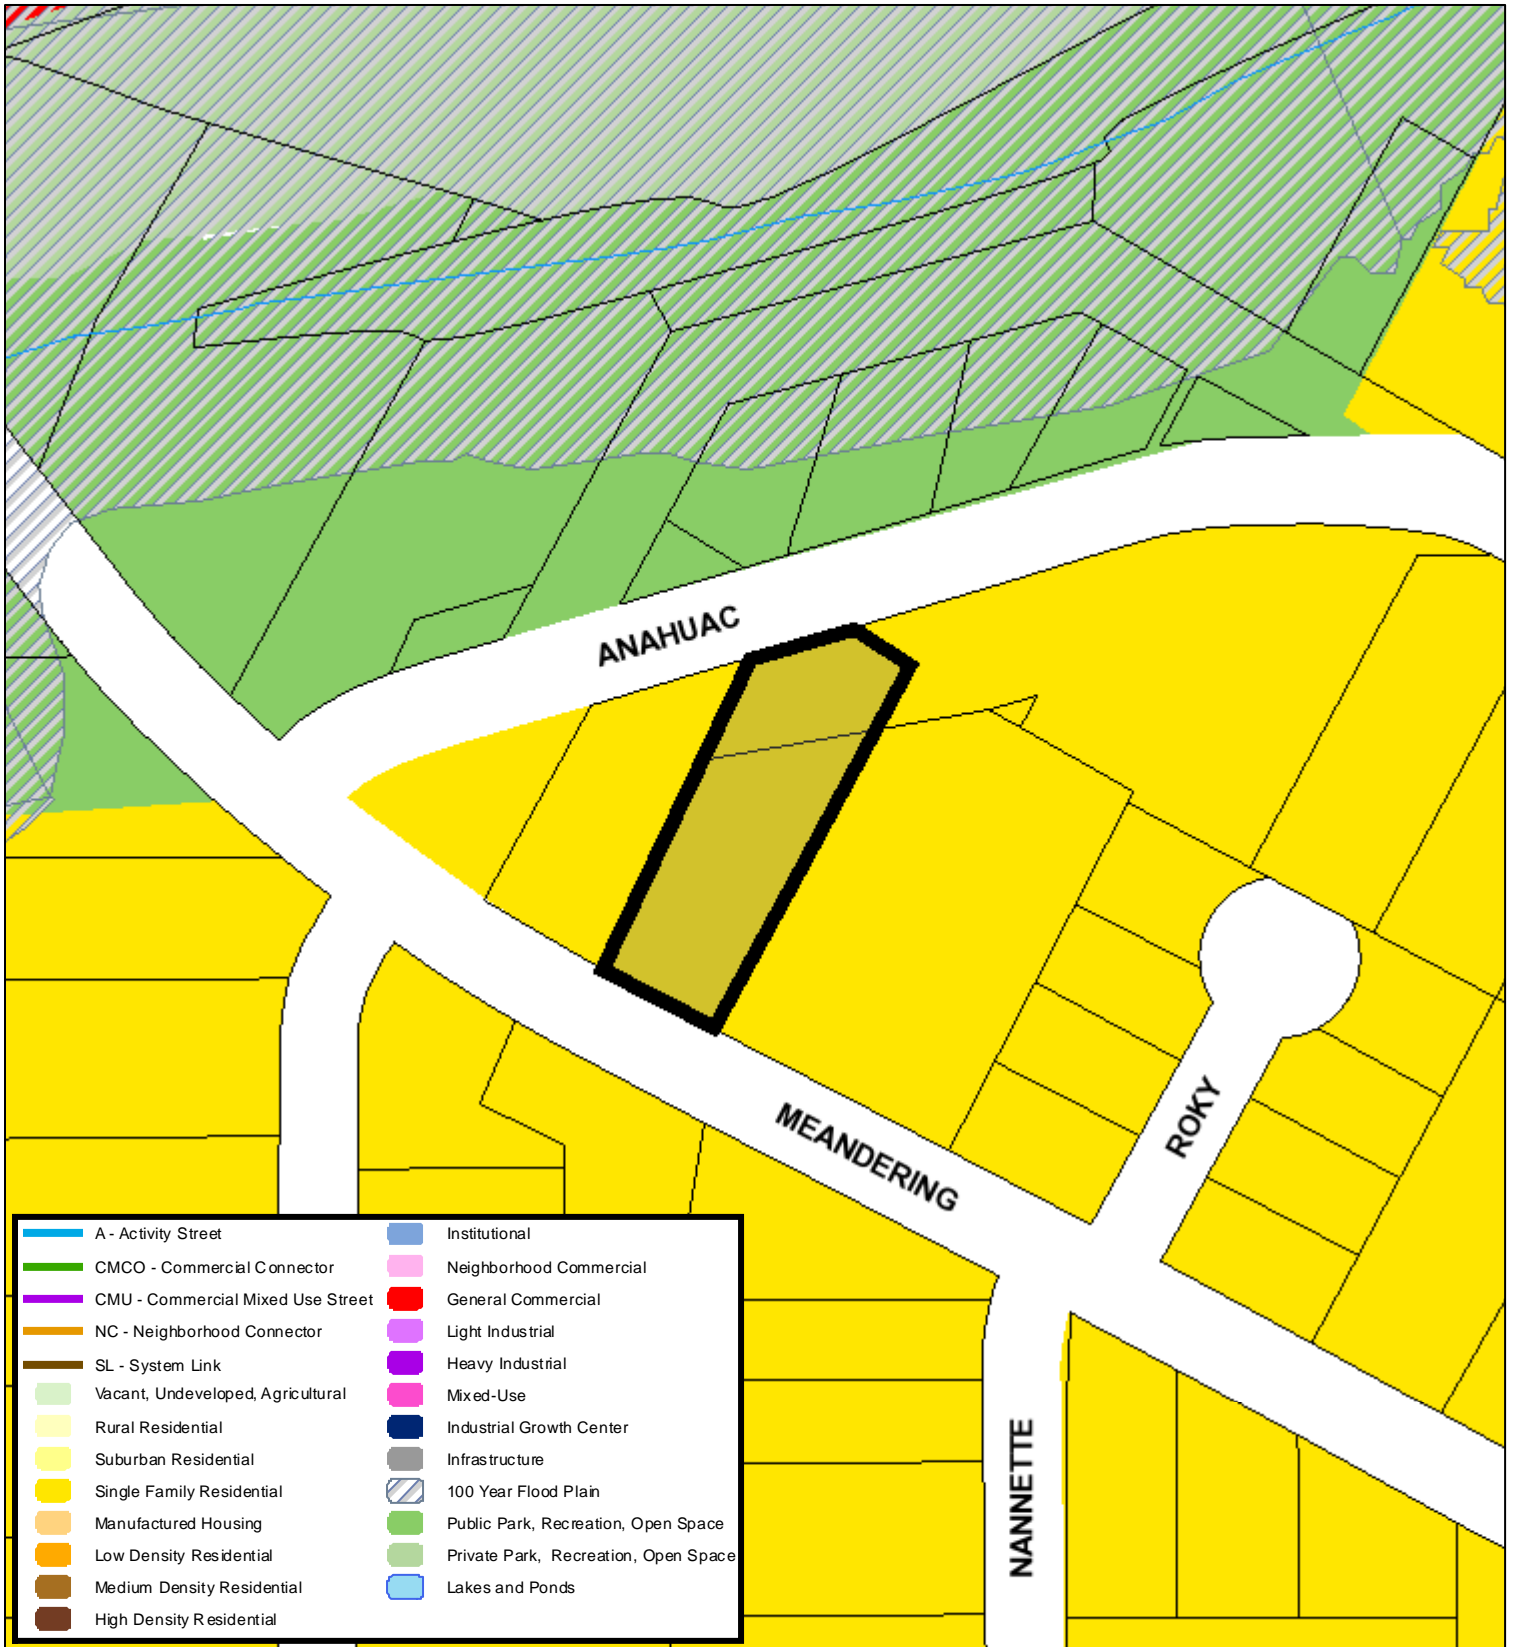 ANAHUAC
MEANDERING
ROKY
NANNETTE
A - Activity Street
CMCO - Commercial Connector
CMU - Commercial Mixed Use Street
NC - Neighborhood Connector
SL - System Link
Vacant, Undeveloped, Agricultural
Rural Residential
Suburban Residential
Single Family Residential
Manufactured Housing
Low Density Residential
Medium Density Residential
High Density Residential
Institutional
Neighborhood Commercial
General Commercial
Light Industrial
Heavy Industrial
Mixed-Use
Industrial Growth Center
Infrastructure
100 Year Flood Plain
Public Park, Recreation, Open Space
Private Park, Recreation, Open Space
Lakes and Ponds